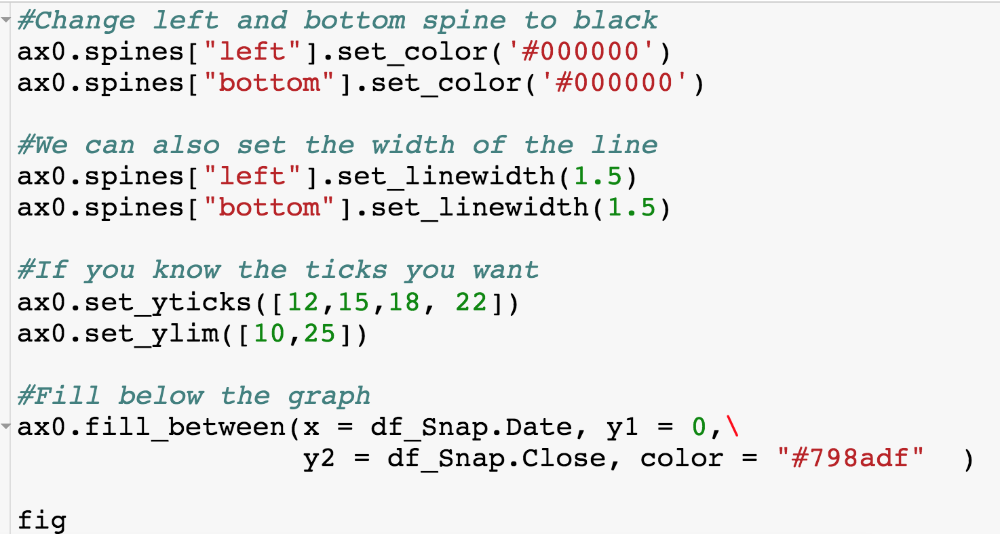 #Change left and bottom spine to black
ax0.spines["left"].set_color('#000000')
ax0.spines["bottom"].set_color('#000000')
#We can also set the width of the line
ax0.spines["left"].set_linewidth(1.5)
ax0.spines["bottom"].set_linewidth(1.5)
#If you know the ticks you want
ax0.set_yticks([12,15,18, 22])
ax0.set_ylim([10,25])
#Fill below the graph
ax0.fill_between(x = df_Snap.Date, y1 = 0,\
                 y2 = df_Snap.Close, color = "#798adf"  )
fig